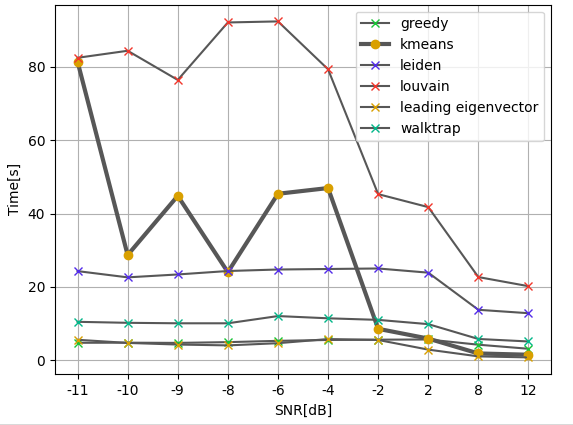 greedy
kmeans
leiden
louvain
leading eigenvector
walktrap
80
60
40
20
0
Time[s]
-11 -10 -9 -8 -6 -4 -2 2 8 12
SNR[dB]